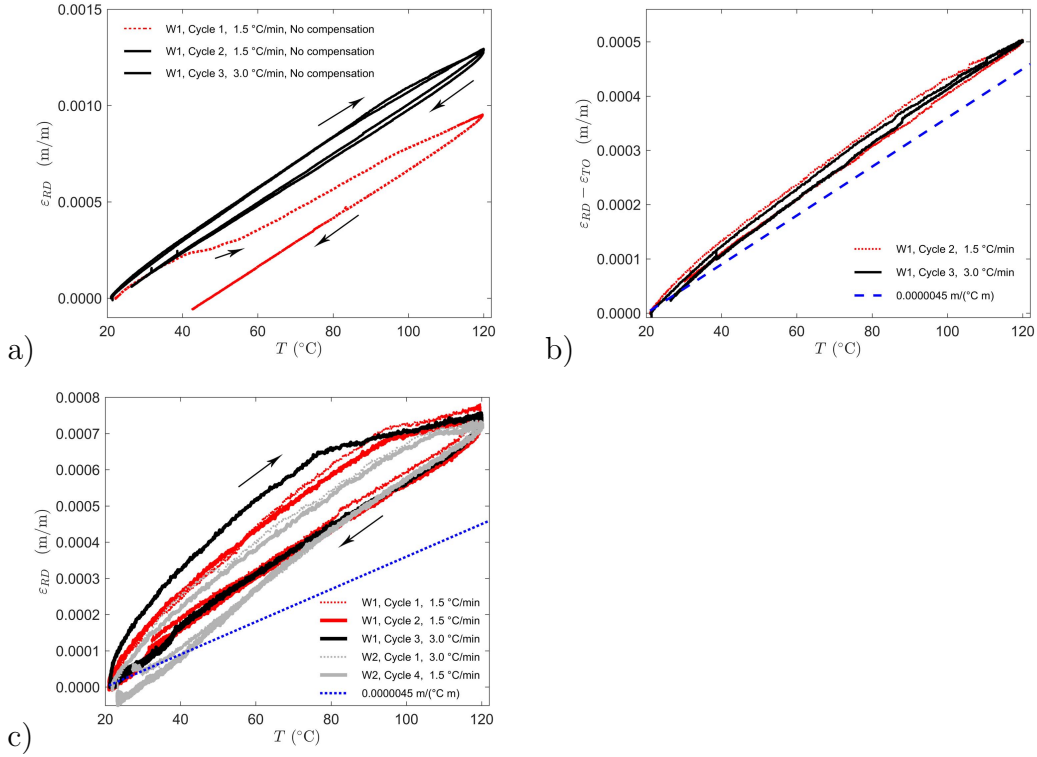 0.0015
0.0010
0.0005
0.0000
ε_RD (m/m)
W1, Cycle 1, 1.5 °C/min, No compensation
W1, Cycle 2, 1.5 °C/min, No compensation
W1, Cycle 3, 3.0 °C/min, No compensation
20 40 60 80 100 120
T (°C)
a)
0.0005
0.0004
0.0003
0.0002
0.0001
0.0000
ε_RD − ε_TO (m/m)
W1, Cycle 2, 1.5 °C/min
W1, Cycle 3, 3.0 °C/min
0.0000045 m/(°C m)
20 40 60 80 100 120
T (°C)
b)
0.0008
0.0007
0.0006
0.0005
0.0004
0.0003
0.0002
0.0001
0.0000
ε_RD (m/m)
W1, Cycle 1, 1.5 °C/min
W1, Cycle 2, 1.5 °C/min
W1, Cycle 3, 3.0 °C/min
W2, Cycle 1, 3.0 °C/min
W2, Cycle 4, 1.5 °C/min
0.0000045 m/(°C m)
20 40 60 80 100 120
T (°C)
c)